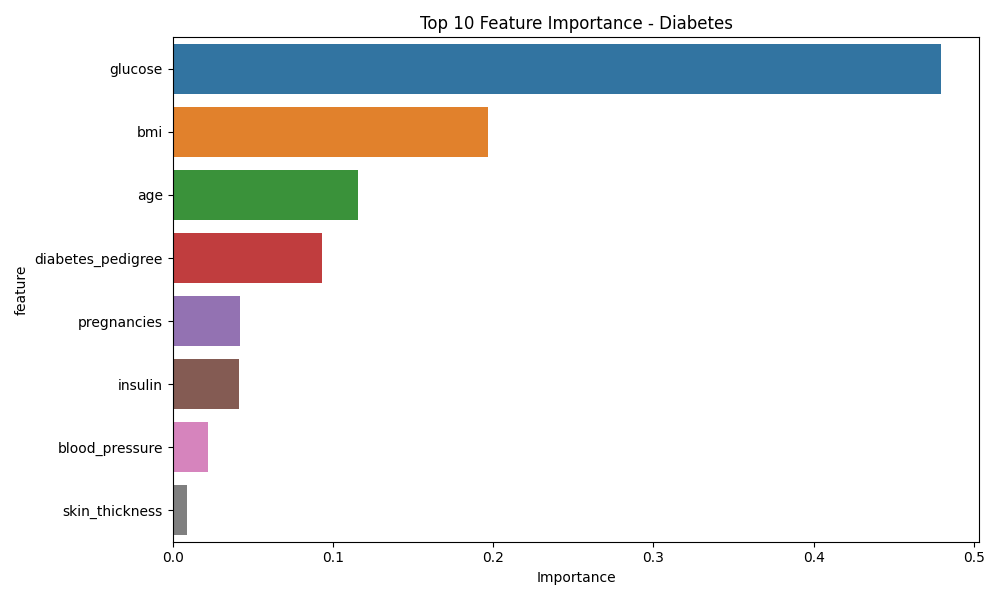 Top 10 Feature Importance - Diabetes
feature
glucose
bmi
age
diabetes_pedigree
pregnancies
insulin
blood_pressure
skin_thickness
0.0 0.1 0.2 0.3 0.4 0.5
Importance